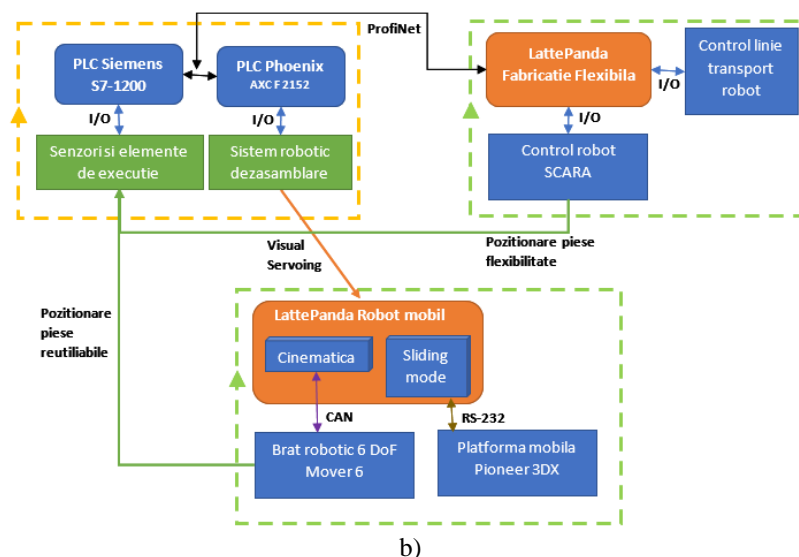 ProfiNet
PLC Siemens
S7-1200
PLC Phoenix
AXC F 2152
LattePanda
Fabricatie Flexibila
Control linie
transport
robot
I/O
I/O
I/O
I/O
Senzori si elemente
de executie
Sistem robotic
dezasamblare
Control robot
SCARA
Visual
Servoing
Pozitionare piese
flexibilitate
Pozitionare
piese
reutiliabile
LattePanda Robot mobil
Cinematica
Sliding
mode
CAN
RS-232
Brat robotic 6 DoF
Mover 6
Platforma mobila
Pioneer 3DX
b)